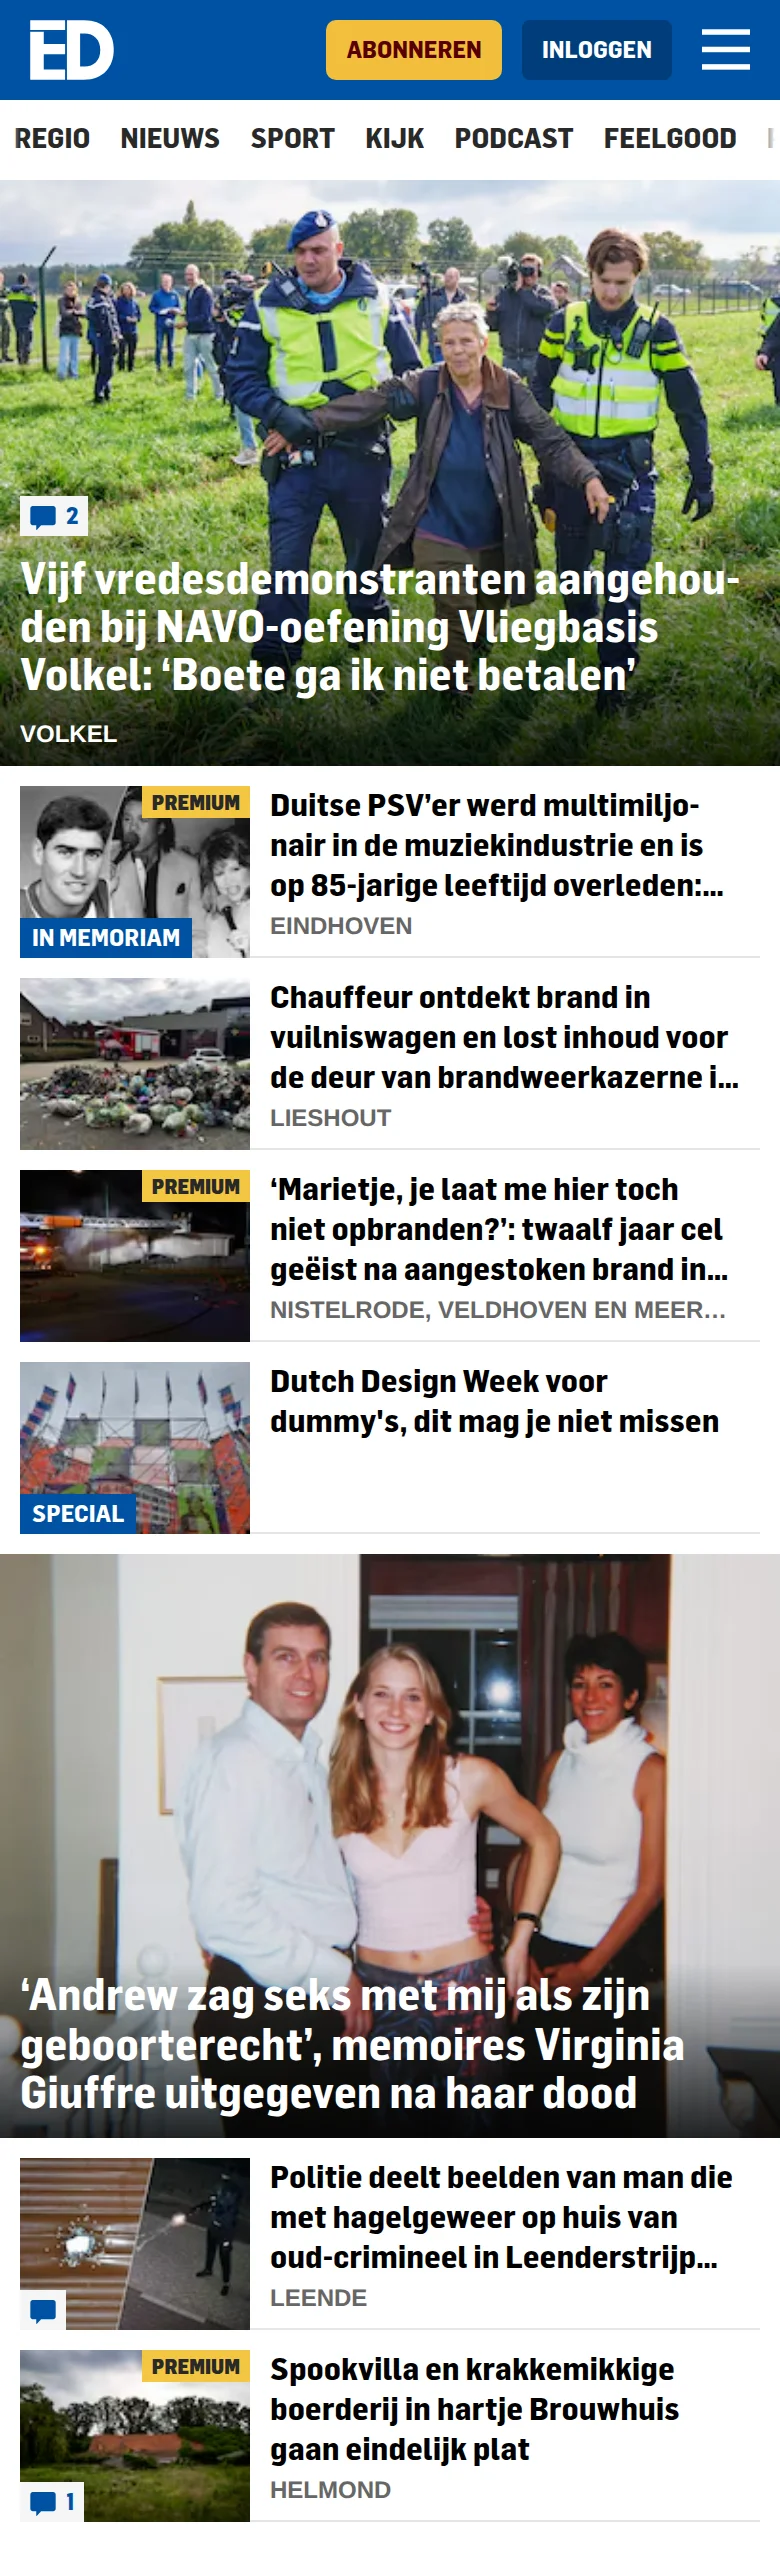 ED
ABONNEREN
INLOGGEN
REGIO NIEUWS SPORT KIJK PODCAST FEELGOOD
2
Vijf vredesdemonstranten aangehou-
den bij NAVO-oefening Vliegbasis
Volkel: ‘Boete ga ik niet betalen’
VOLKEL
PREMIUM
IN MEMORIAM
Duitse PSV’er werd multimiljo-
nair in de muziekindustrie en is
op 85-jarige leeftijd overleden:...
EINDHOVEN
Chauffeur ontdekt brand in
vuilniswagen en lost inhoud voor
de deur van brandweerkazerne i...
LIESHOUT
PREMIUM
‘Marietje, je laat me hier toch
niet opbranden?’: twaalf jaar cel
geëist na aangestoken brand in...
NISTELRODE, VELDHOVEN EN MEER...
SPECIAL
Dutch Design Week voor
dummy's, dit mag je niet missen
‘Andrew zag seks met mij als zijn
geboorterecht’, memoires Virginia
Giuffre uitgegeven na haar dood
Politie deelt beelden van man die
met hagelgeweer op huis van
oud-crimineel in Leenderstrijp...
LEENDE
PREMIUM
1
Spookvilla en krakkemikkige
boerderij in hartje Brouwhuis
gaan eindelijk plat
HELMOND